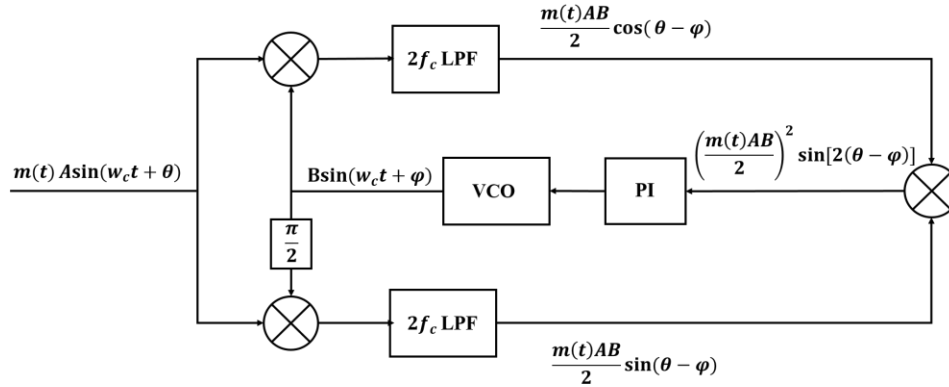 m(t)AB/2 cos(θ − φ)
2f_c LPF
m(t) Asin(w_c t + θ)
Bsin(w_c t + φ)
VCO
PI
(m(t)AB/2)^2 sin[2(θ − φ)]
π/2
2f_c LPF
m(t)AB/2 sin(θ − φ)